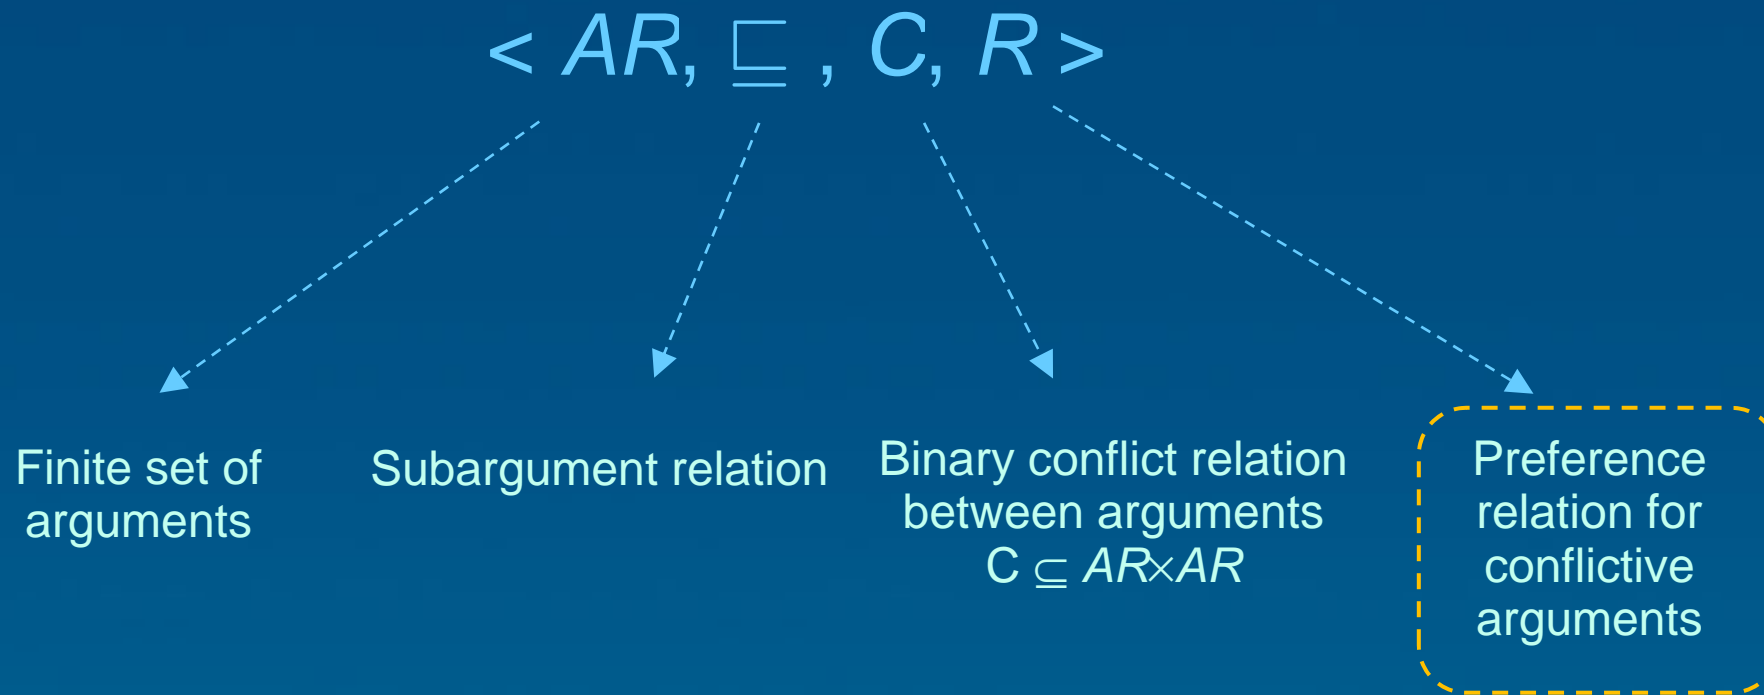 < AR, ⊑ , C, R >
Finite set of
arguments
Subargument relation
Binary conflict relation
between arguments
C ⊆ AR×AR
Preference
relation for
conflictive
arguments